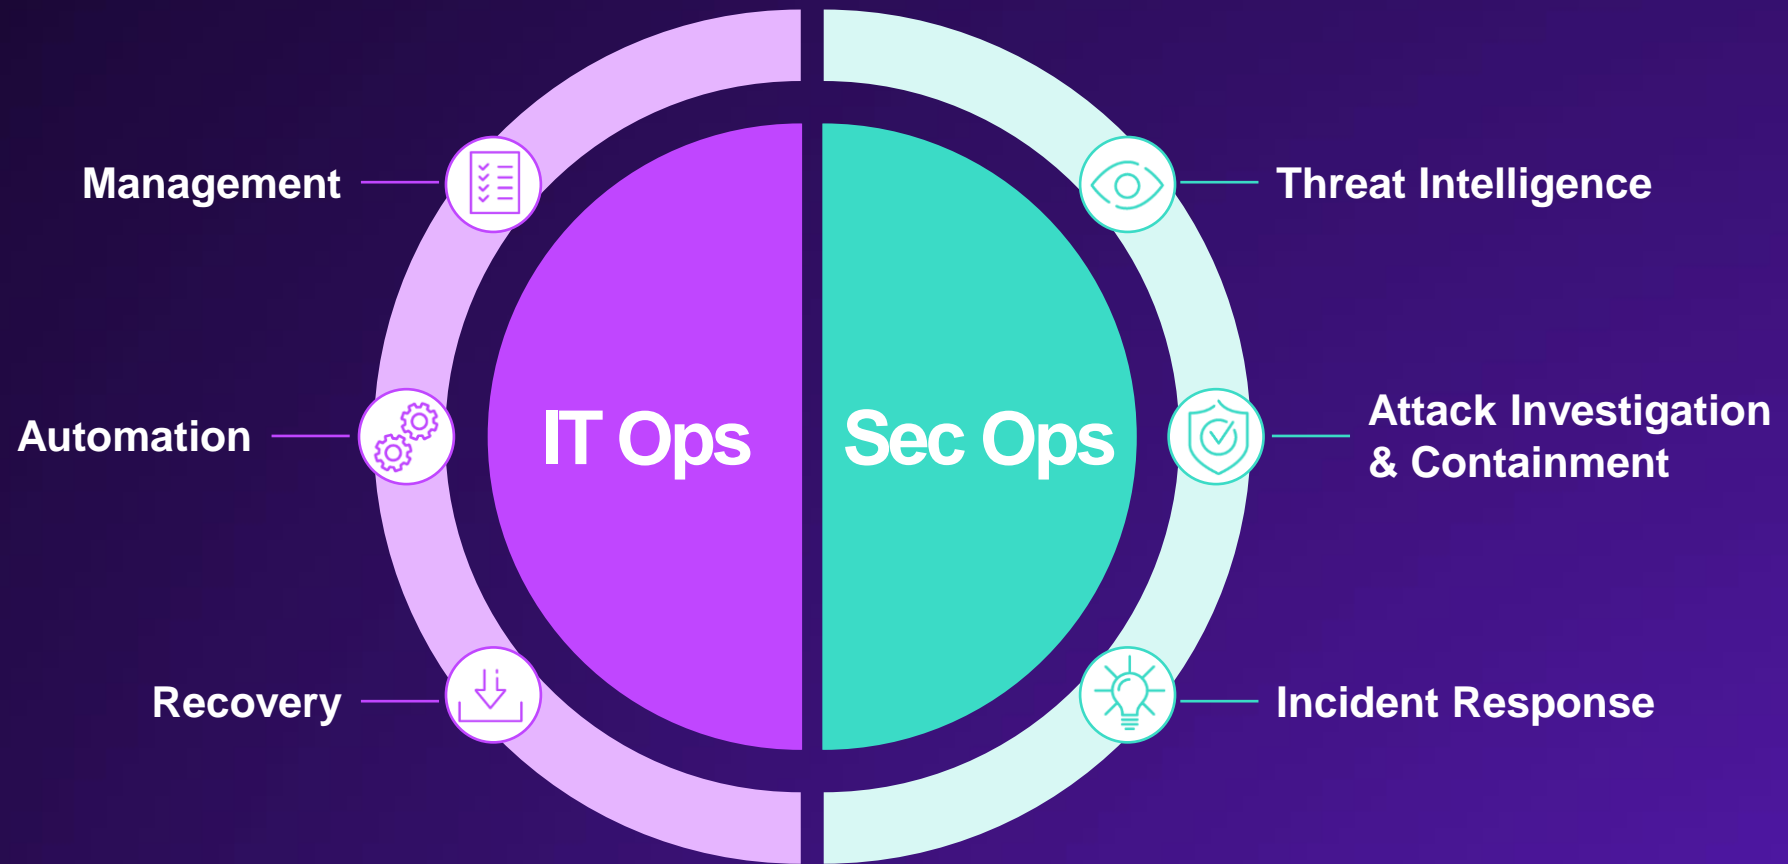 Management
Automation
Recovery
IT Ops
Sec Ops
Threat Intelligence
Attack Investigation
& Containment
Incident Response